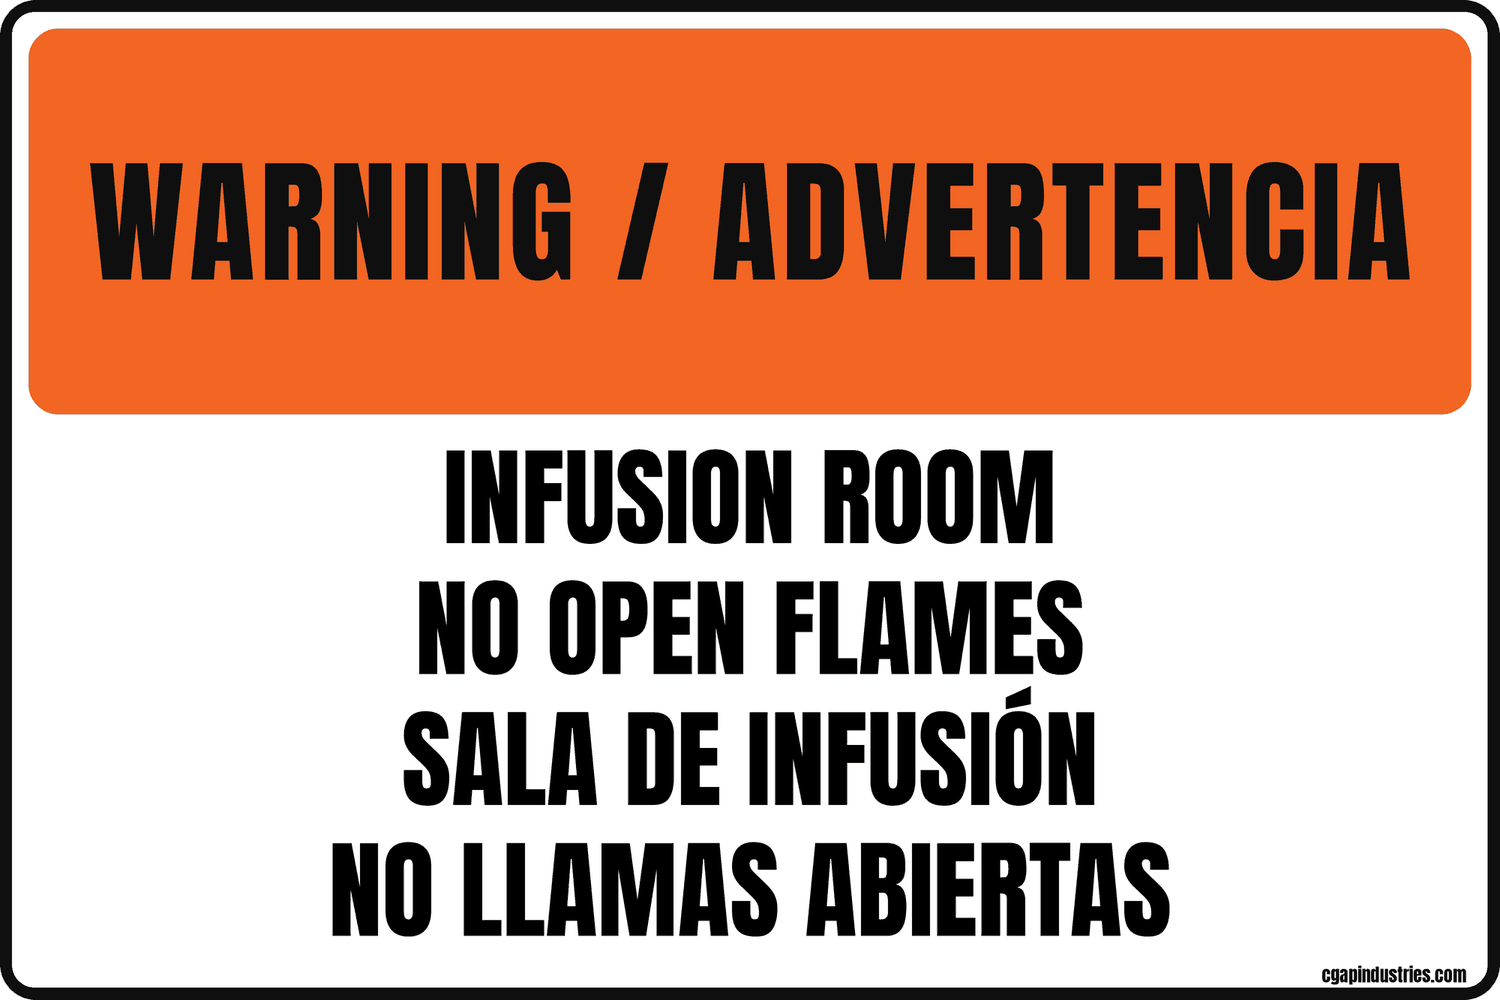 WARNING / ADVERTENCIA
INFUSION ROOM
NO OPEN FLAMES
SALA DE INFUSIÓN
NO LLAMAS ABIERTAS
cgapindustries.com